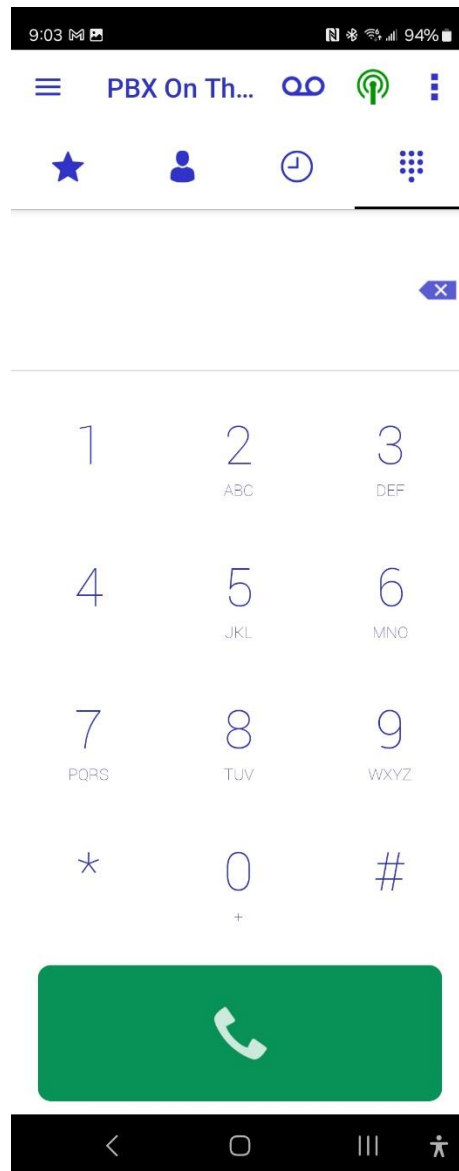 9:03 94%
PBX On Th...
1 2 3
ABC DEF
4 5 6
JKL MNO
7 8 9
PQRS TUV WXYZ
* 0 #
+